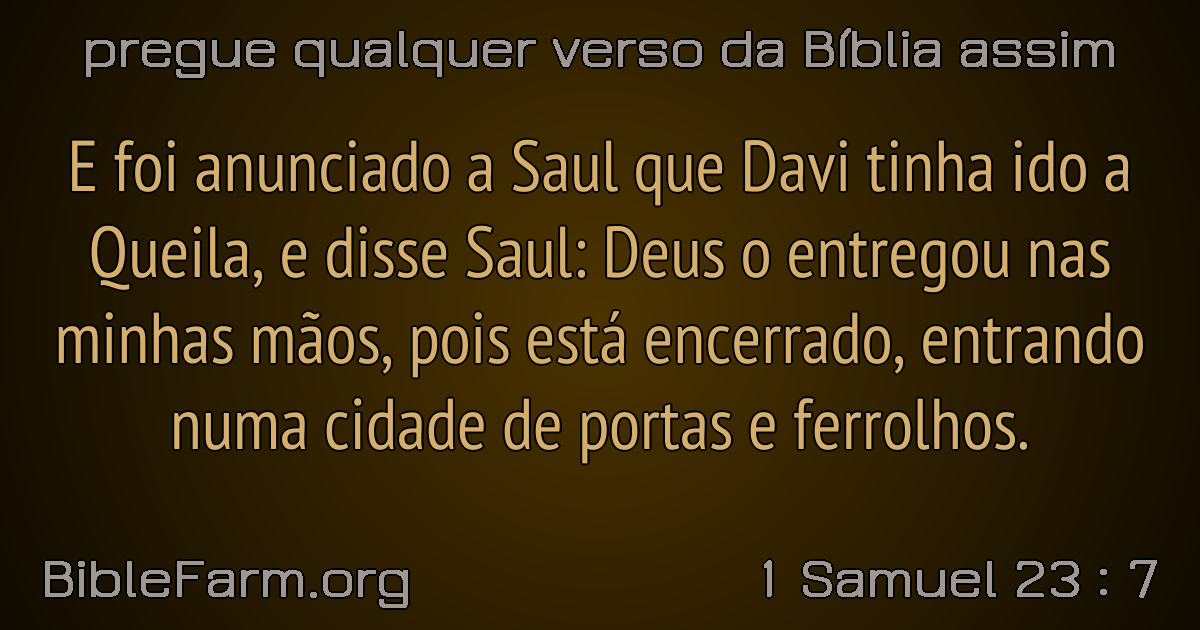 pregue qualquer verso da Bíblia assim
E foi anunciado a Saul que Davi tinha ido a
Queila, e disse Saul: Deus o entregou nas
minhas mãos, pois está encerrado, entrando
numa cidade de portas e ferrolhos.
BibleFarm.org
1 Samuel 23 : 7